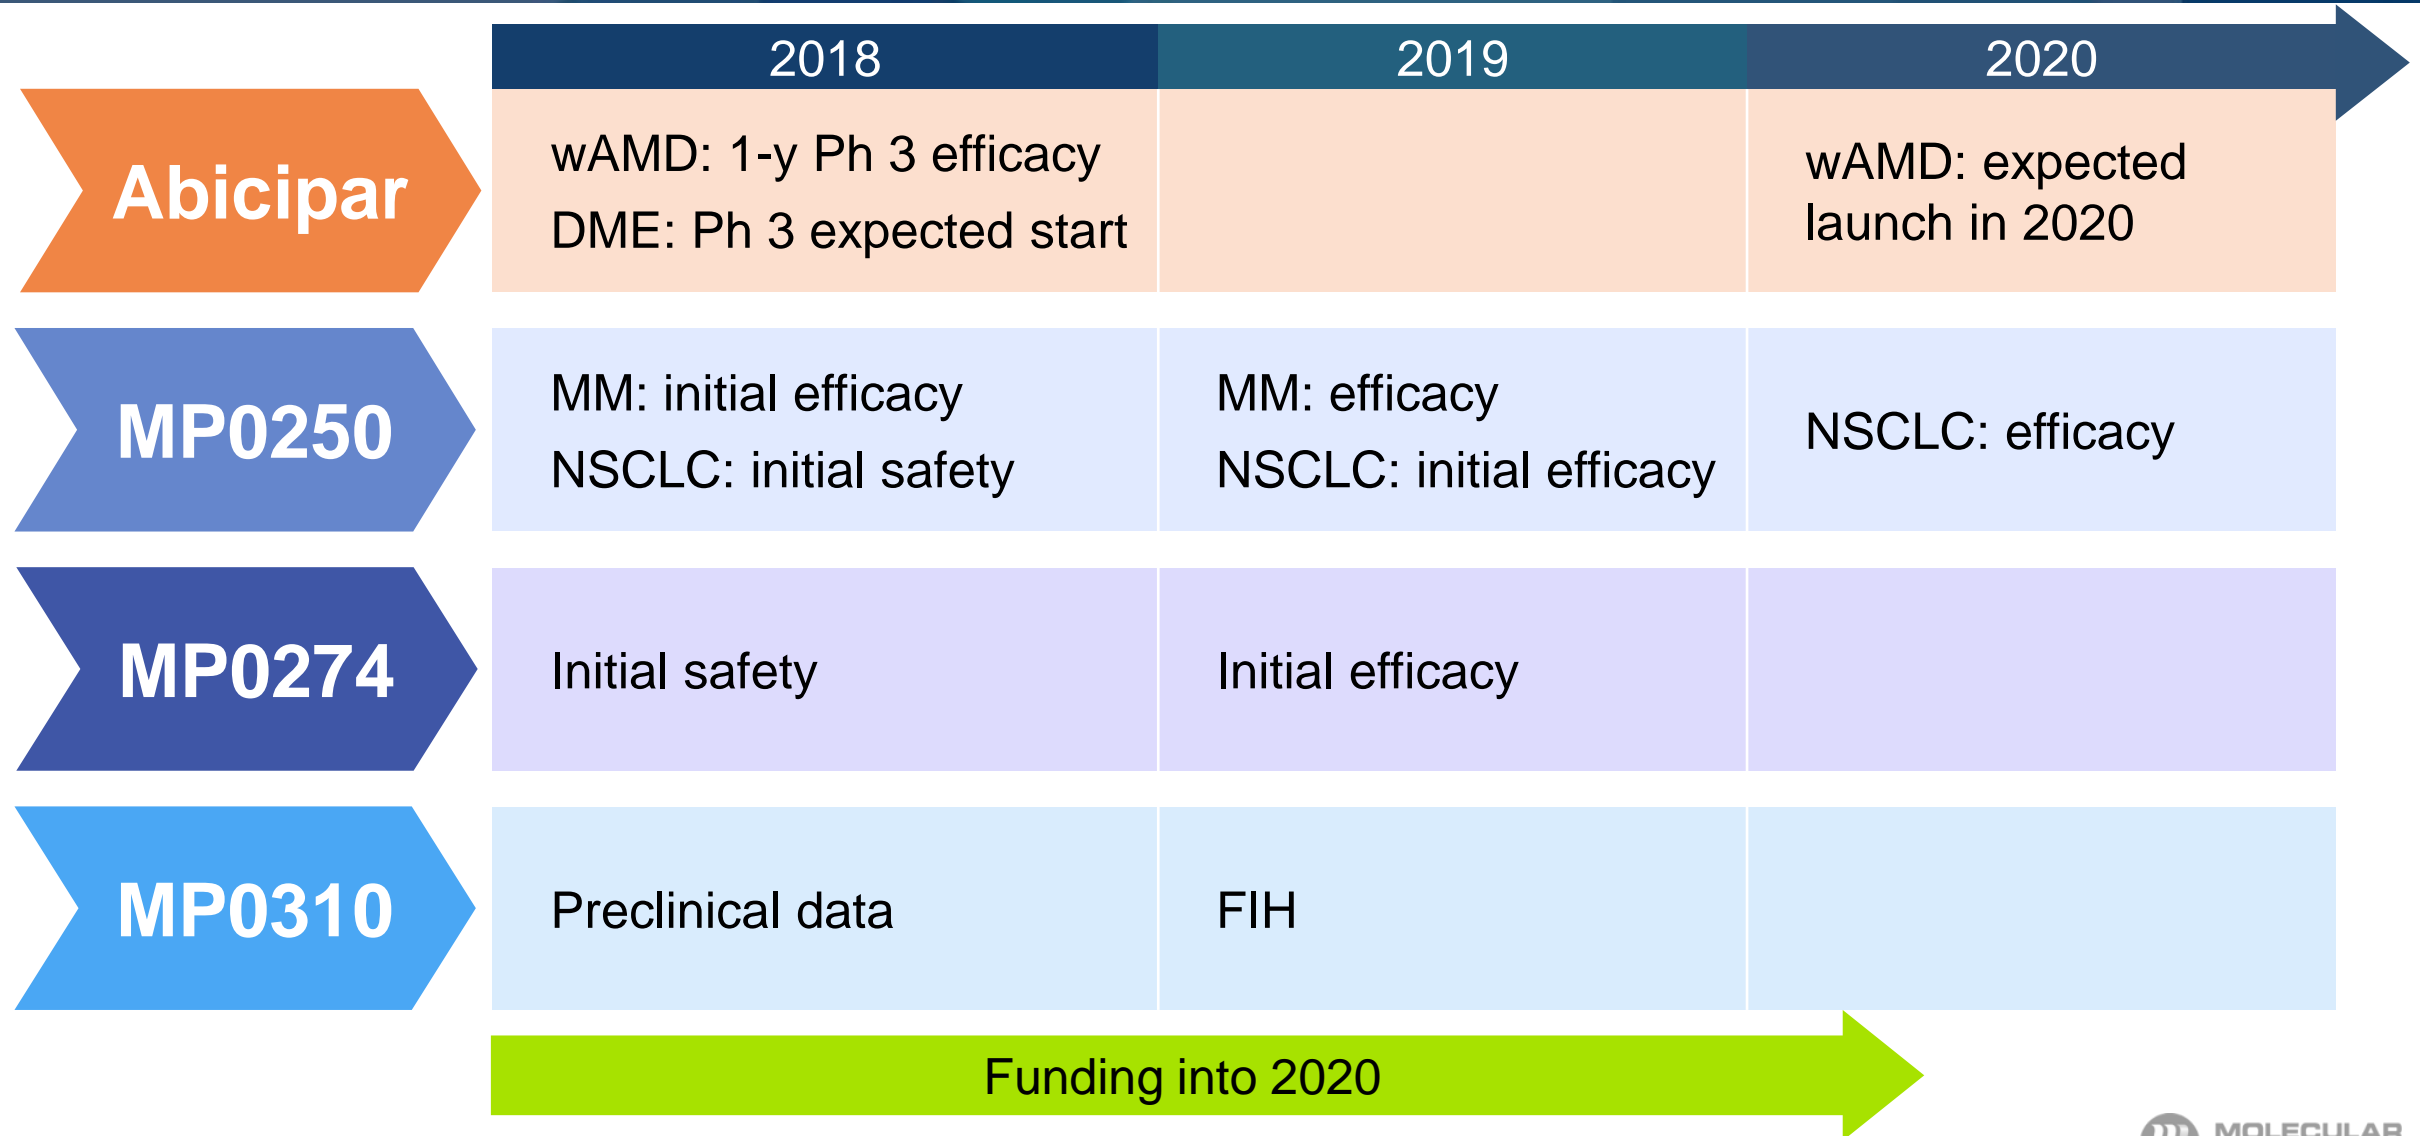 2018 2019 2020
Abicipar
wAMD: 1-y Ph 3 efficacy
DME: Ph 3 expected start
wAMD: expected
launch in 2020
MP0250
MM: initial efficacy
NSCLC: initial safety
MM: efficacy
NSCLC: initial efficacy
NSCLC: efficacy
MP0274
Initial safety
Initial efficacy
MP0310
Preclinical data
FIH
Funding into 2020
MOLECULAR